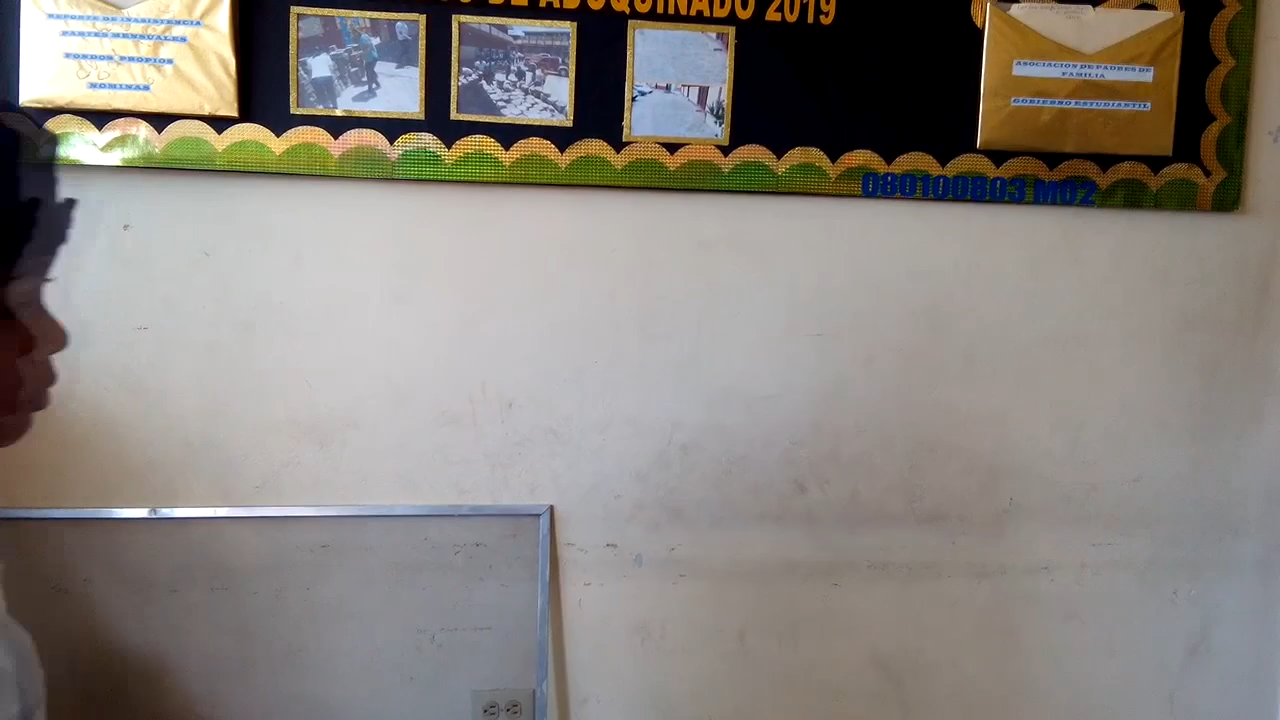 DE ADOQUINADO 2019
REPORTE DE INASISTENCIA
PARTES MENSUALES
FONDOS PROPIOS
NOMINAS
ASOCIACION DE PADRES DE
FAMILIA
GOBIERNO ESTUDIANTIL
080100803 M02